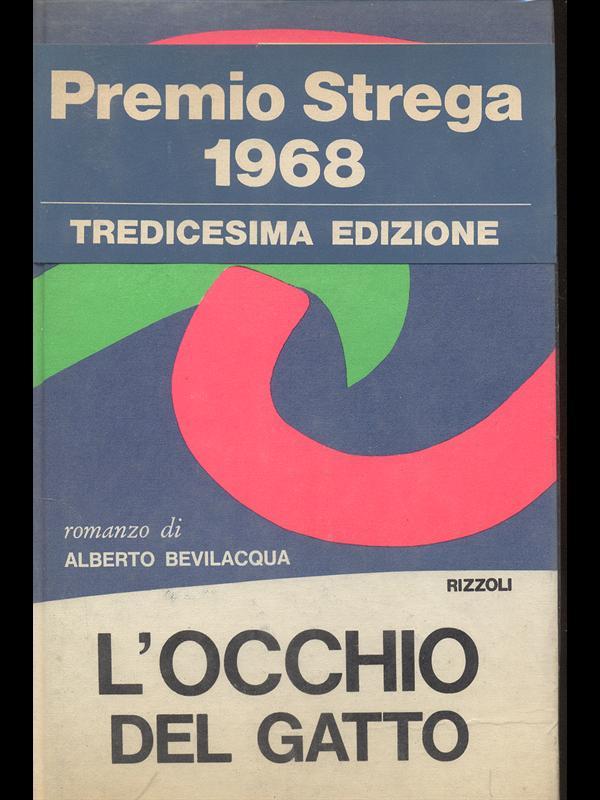 Premio Strega
1968
TREDICESIMA EDIZIONE
romanzo di
ALBERTO BEVILACQUA
RIZZOLI
L'OCCHIO
DEL GATTO